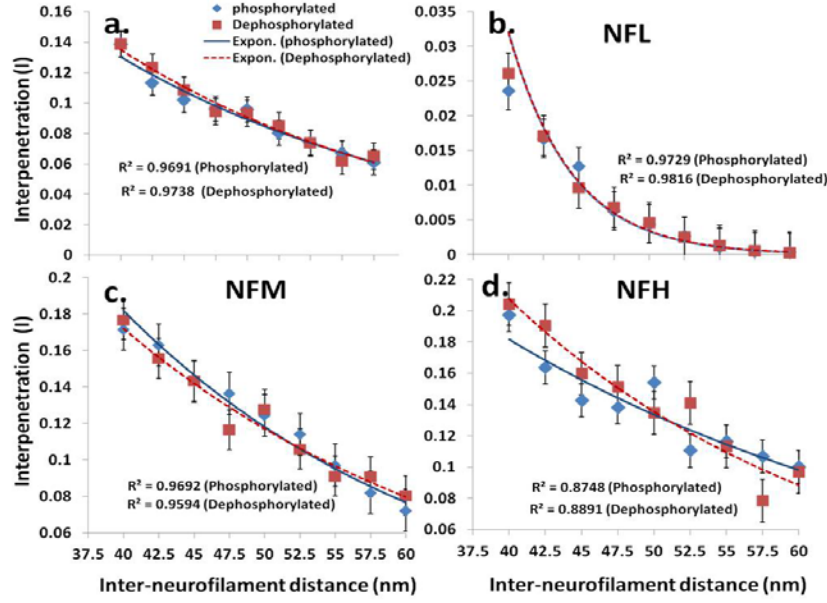 a.
phosphorylated
Dephosphorylated
Expon. (phosphorylated)
Expon. (Dephosphorylated)
Interpenetration (I)
0.16
0.14
0.12
0.1
0.08
0.06
0.04
0.02
0
R² = 0.9691 (Phosphorylated)
R² = 0.9738 (Dephosphorylated)
b.
NFL
0.035
0.03
0.025
0.02
0.015
0.01
0.005
0
R² = 0.9729 (Phosphorylated)
R² = 0.9816 (Dephosphorylated)
c.
NFM
Interpenetration (I)
0.2
0.18
0.16
0.14
0.12
0.1
0.08
0.06
R² = 0.9692 (Phosphorylated)
R² = 0.9594 (Dephosphorylated)
37.5 40 42.5 45 47.5 50 52.5 55 57.5 60
Inter-neurofilament distance (nm)
d.
NFH
0.22
0.2
0.18
0.16
0.14
0.12
0.1
0.08
0.06
R² = 0.8748 (Phosphorylated)
R² = 0.8891 (Dephosphorylated)
37.5 40 42.5 45 47.5 50 52.5 55 57.5 60
Inter-neurofilament distance (nm)